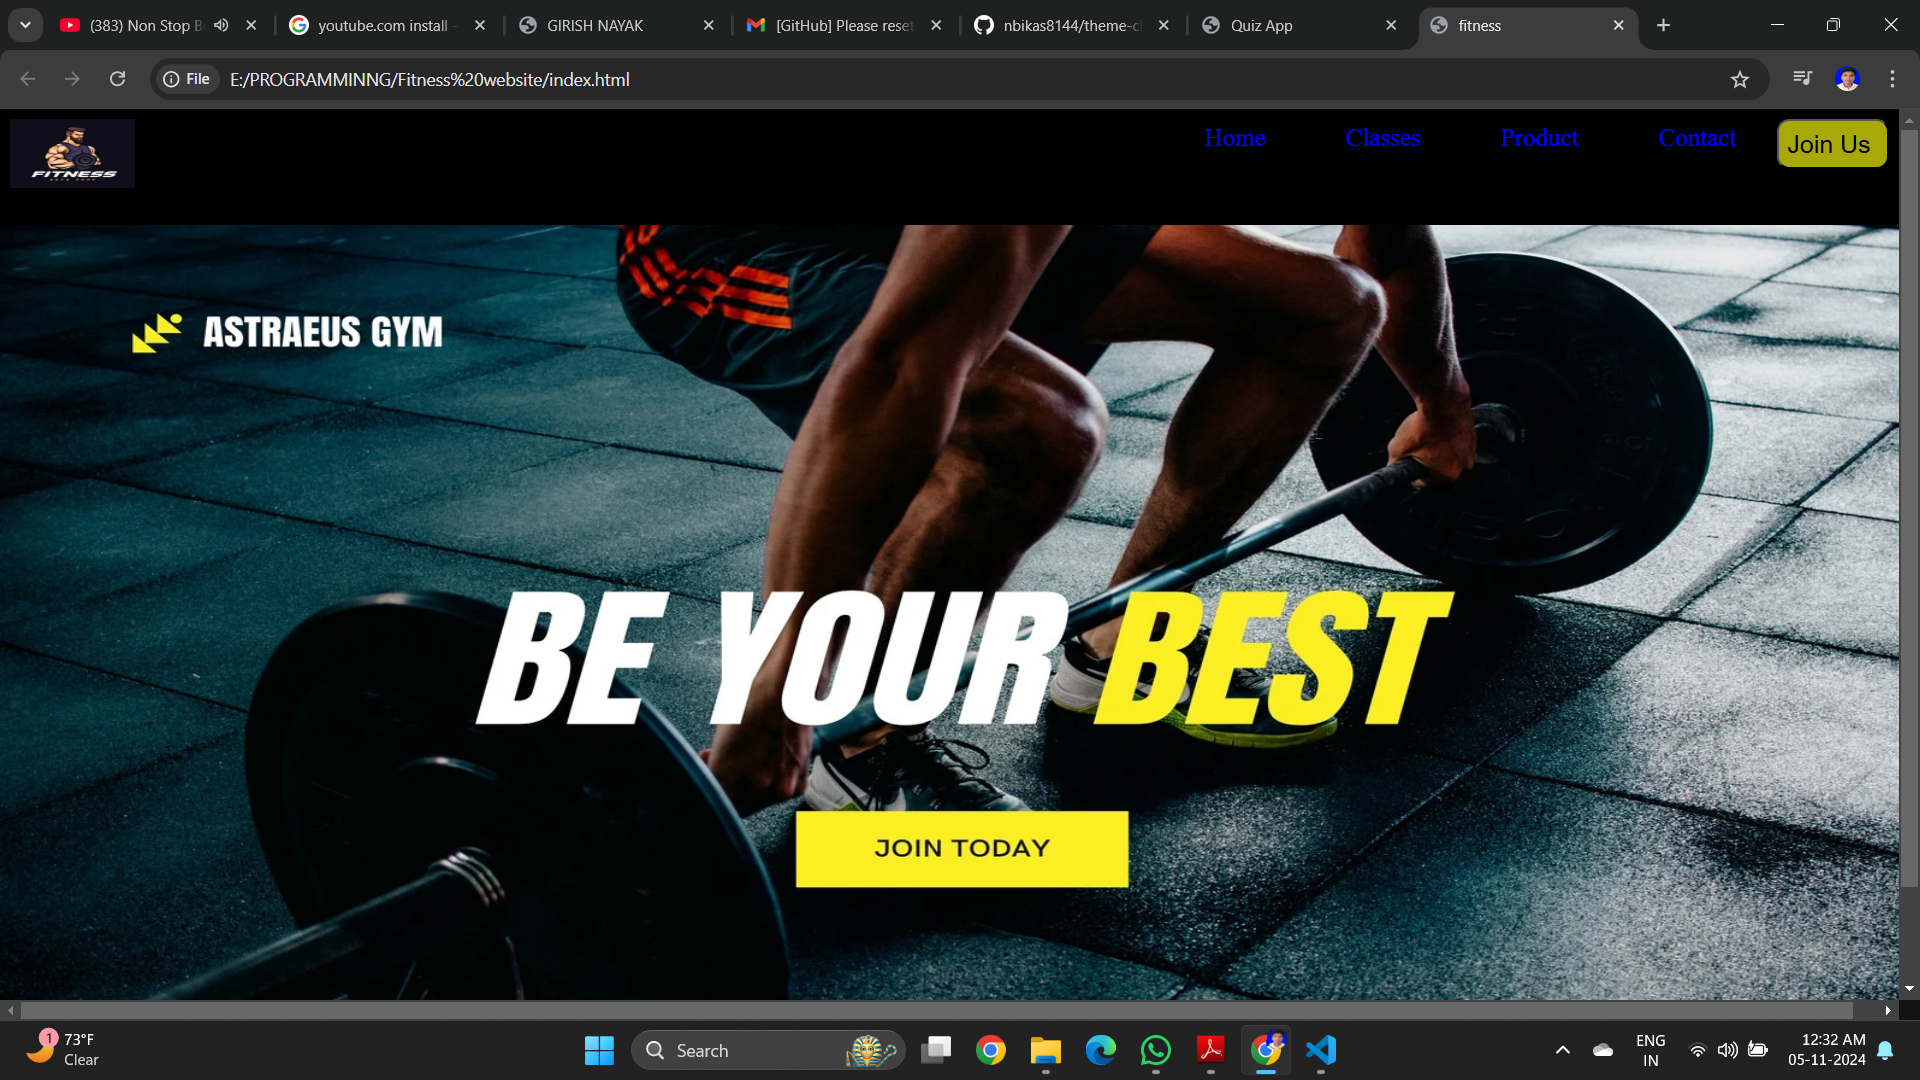 (383) Non Stop B
youtube.com install -
GIRISH NAYAK
[GitHub] Please reset
nbikas8144/theme-c
Quiz App
fitness
File
E:/PROGRAMMINNG/Fitness%20website/index.html
FITNESS
Home
Classes
Product
Contact
Join Us
ASTRAEUS GYM
BE YOUR BEST
JOIN TODAY
1
73°F
Clear
Search
ENG
IN
12:32 AM
05-11-2024